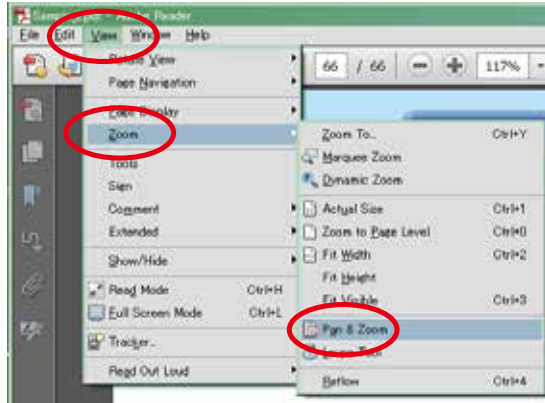 Adobe Reader
File Edit View Window Help
66 / 66 117%
Rotate View
Page Navigation
Page Display
Zoom
Tools
Sign
Comment
Extended
Show/Hide
Read Mode Ctrl+H
Full Screen Mode Ctrl+L
Tracker...
Read Out Loud
Zoom To... Ctrl+Y
Marquee Zoom
Dynamic Zoom
Actual Size Ctrl+1
Zoom to Page Level Ctrl+0
Fit Width Ctrl+2
Fit Height
Fit Visible Ctrl+3
Pan & Zoom
Loupe Tool
Reflow Ctrl+4